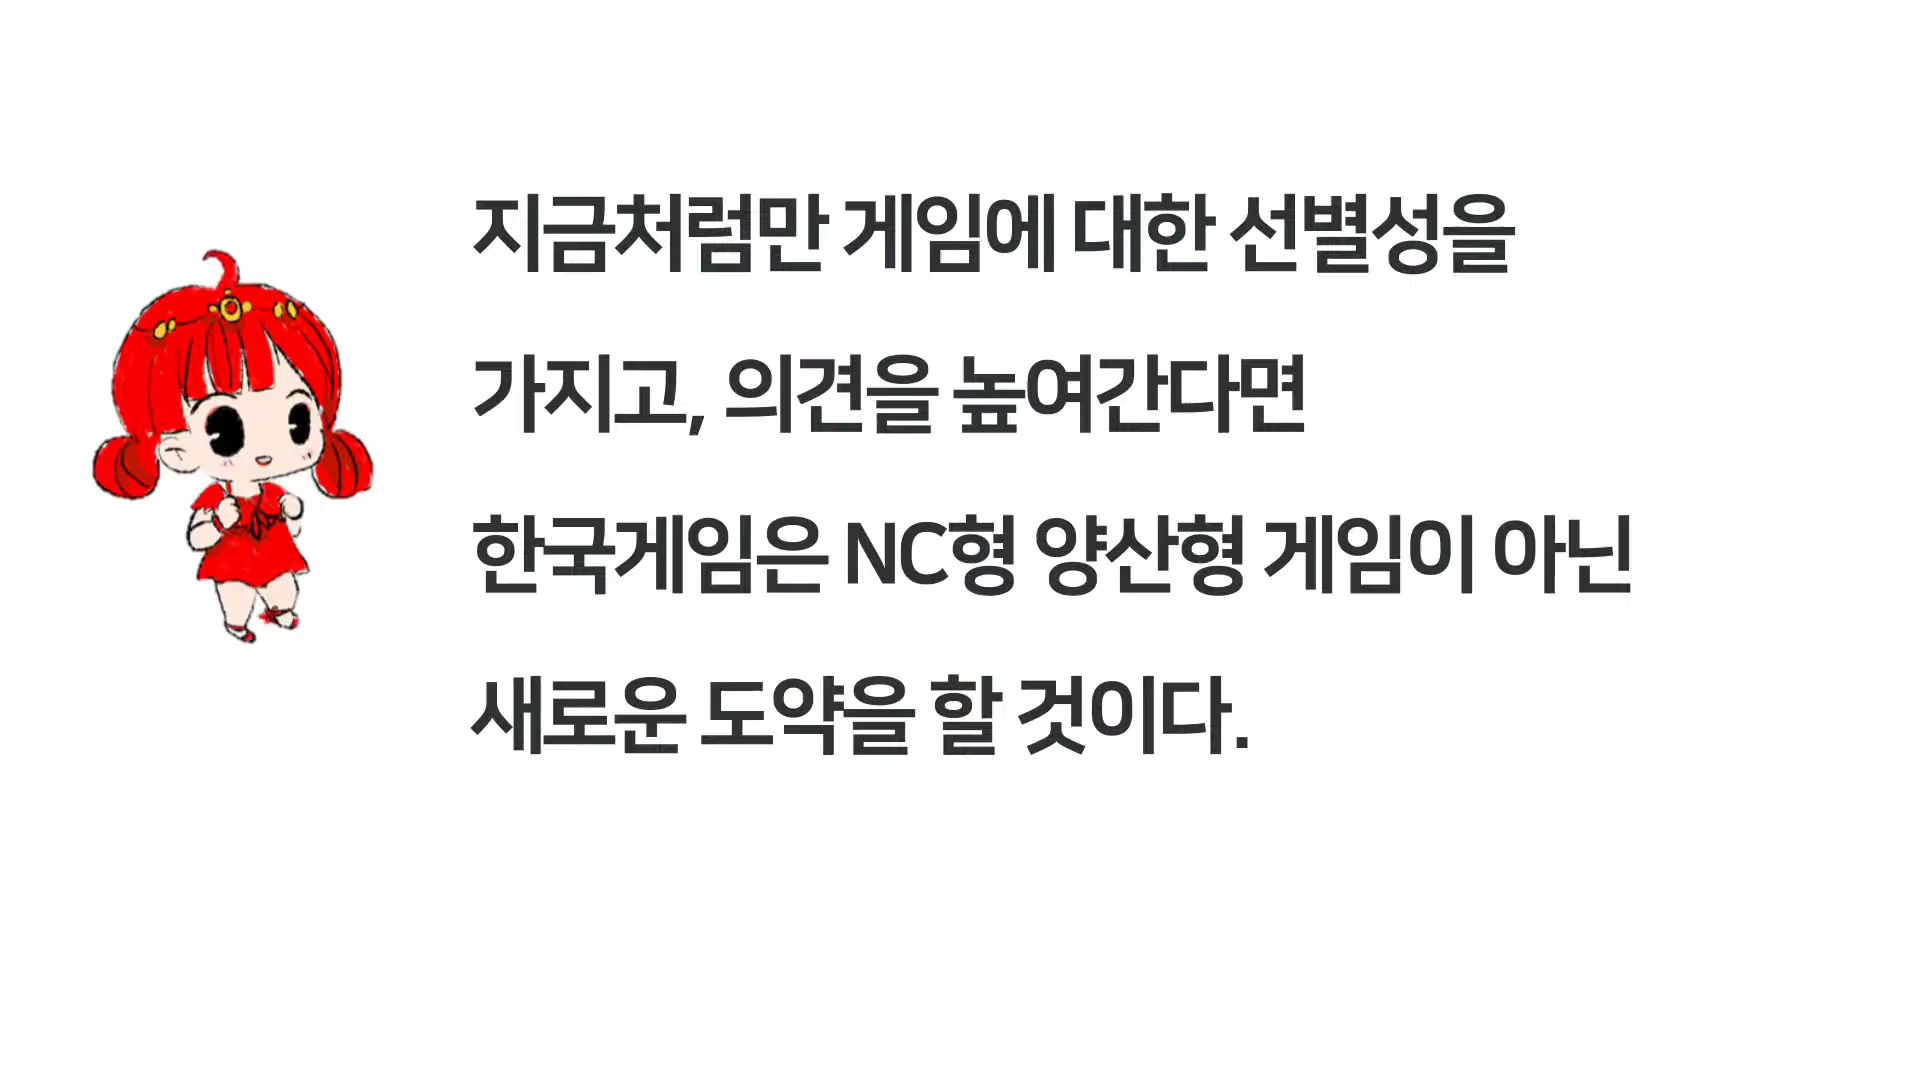 지금처럼만 게임에 대한 선별성을
가지고, 의견을 높여간다면
한국게임은 NC형 양산형 게임이 아닌
새로운 도약을 할 것이다.